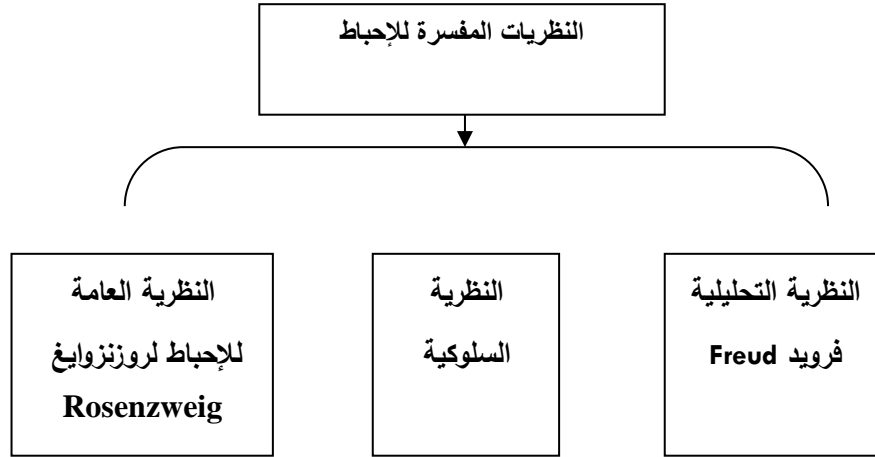 النظريات المفسرة للإحباط
النظرية التحليلية
فرويد Freud
النظرية
السلوكية
النظرية العامة
للإحباط لروزنزوايغ
Rosenzweig